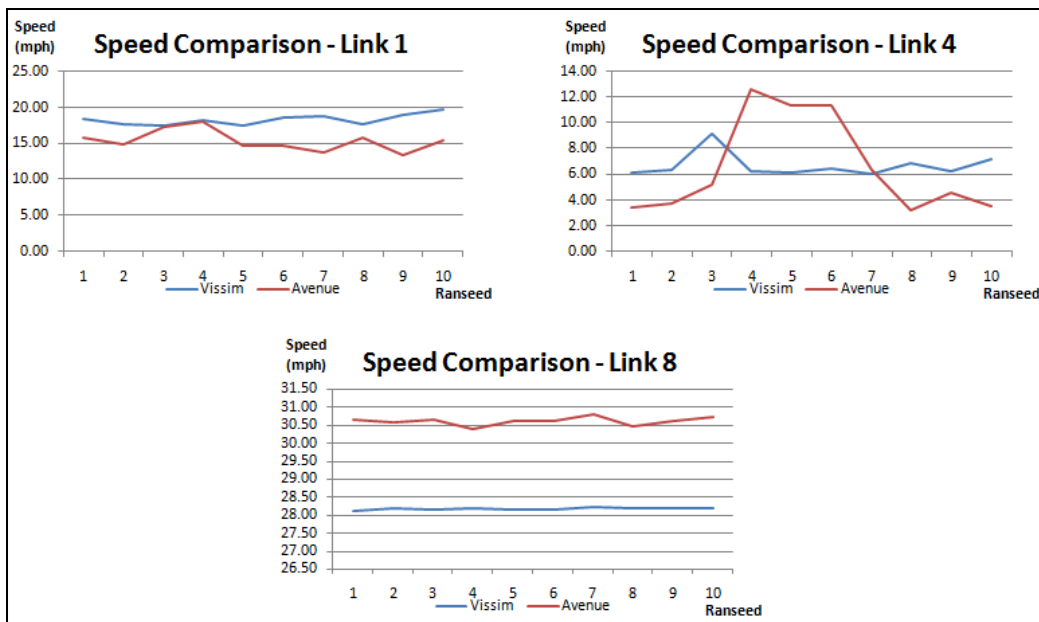 Speed
(mph)
Speed Comparison - Link 1
25.00
20.00
15.00
10.00
5.00
0.00
1 2 3 4 5 6 7 8 9 10
Vissim Avenue Ranseed
Speed
(mph)
Speed Comparison - Link 4
14.00
12.00
10.00
8.00
6.00
4.00
2.00
0.00
1 2 3 4 5 6 7 8 9 10
Vissim Avenue Ranseed
Speed
(mph)
Speed Comparison - Link 8
31.50
31.00
30.50
30.00
29.50
29.00
28.50
28.00
27.50
27.00
26.50
1 2 3 4 5 6 7 8 9 10
Vissim Avenue Ranseed